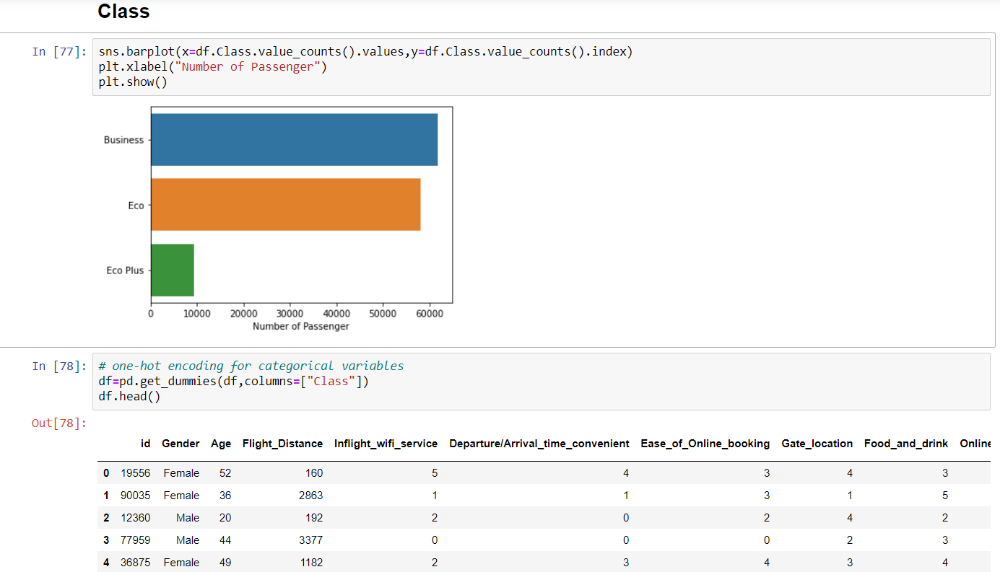 Class
In [77]: sns.barplot(x=df.Class.value_counts().values,y=df.Class.value_counts().index)
plt.xlabel("Number of Passenger")
plt.show()
Business
Eco
Eco Plus
0 10000 20000 30000 40000 50000 60000
Number of Passenger
In [78]: # one-hot encoding for categorical variables
df=pd.get_dummies(df,columns=["Class"])
df.head()
Out[78]:
id Gender Age Flight_Distance Inflight_wifi_service Departure/Arrival_time_convenient Ease_of_Online_booking Gate_location Food_and_drink Online
0 19556 Female 52 160 5 4 3 4 3
1 90035 Female 36 2863 1 1 3 1 5
2 12360 Male 20 192 2 0 2 4 2
3 77959 Male 44 3377 0 0 0 2 3
4 36875 Female 49 1182 2 3 4 3 4